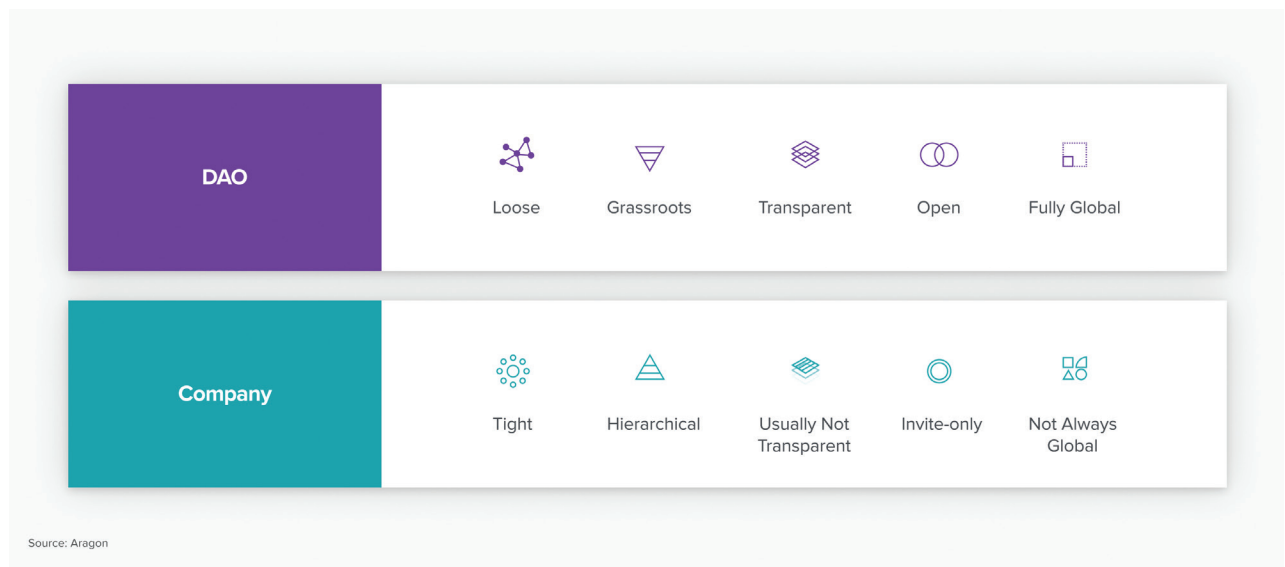 DAO
Loose
Grassroots
Transparent
Open
Fully Global
Company
Tight
Hierarchical
Usually Not
Transparent
Invite-only
Not Always
Global
Source: Aragon